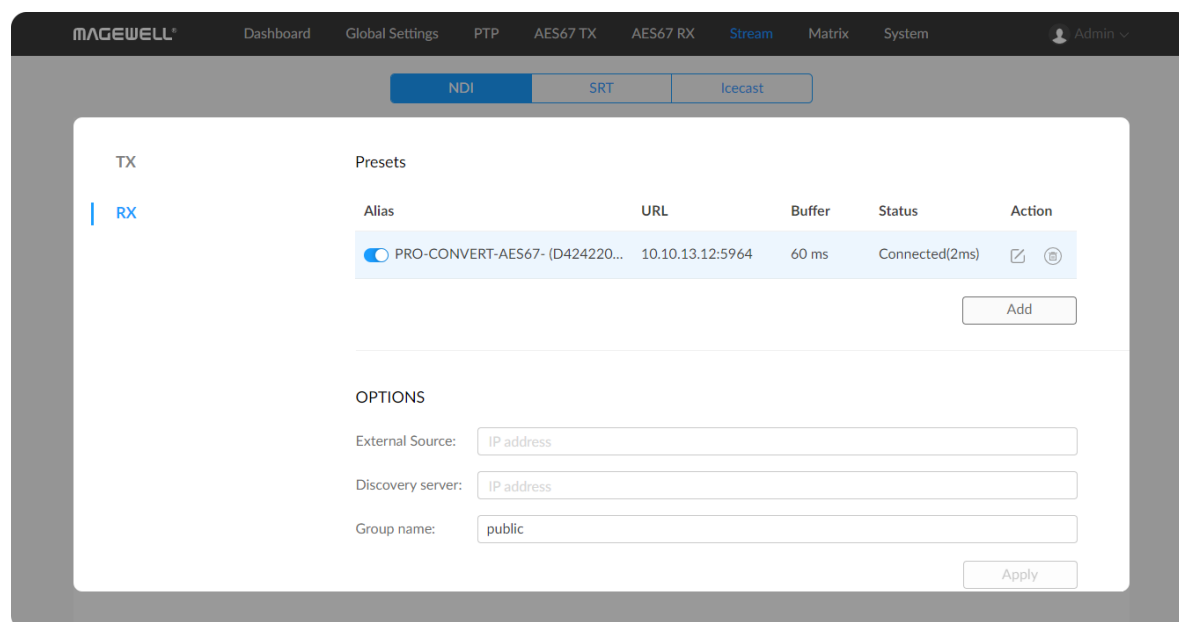 MAGEWELL® Dashboard Global Settings PTP AES67 TX AES67 RX Stream Matrix System Admin
NDI SRT Icecast
TX
RX
Presets
Alias URL Buffer Status Action
PRO-CONVERT-AES67- (D424220... 10.10.13.12:5964 60 ms Connected(2ms)
Add
OPTIONS
External Source: IP address
Discovery server: IP address
Group name: public
Apply